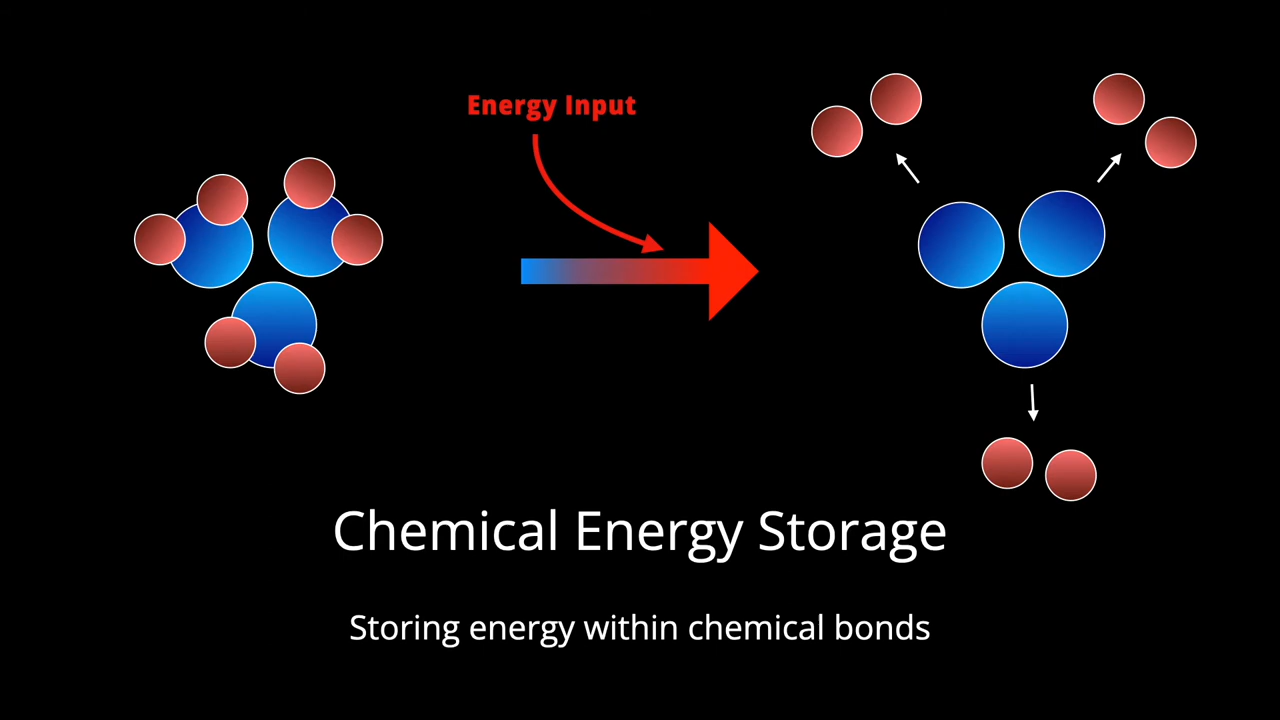 Energy Input
Chemical Energy Storage
Storing energy within chemical bonds